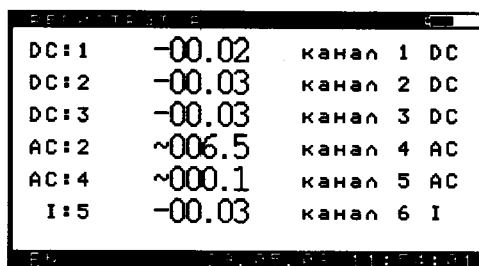 DC:1 -00.02 канал 1 DC
DC:2 -00.03 канал 2 DC
DC:3 -00.03 канал 3 DC
AC:2 ~006.5 канал 4 AC
AC:4 ~000.1 канал 5 AC
I:5 -00.03 канал 6 I